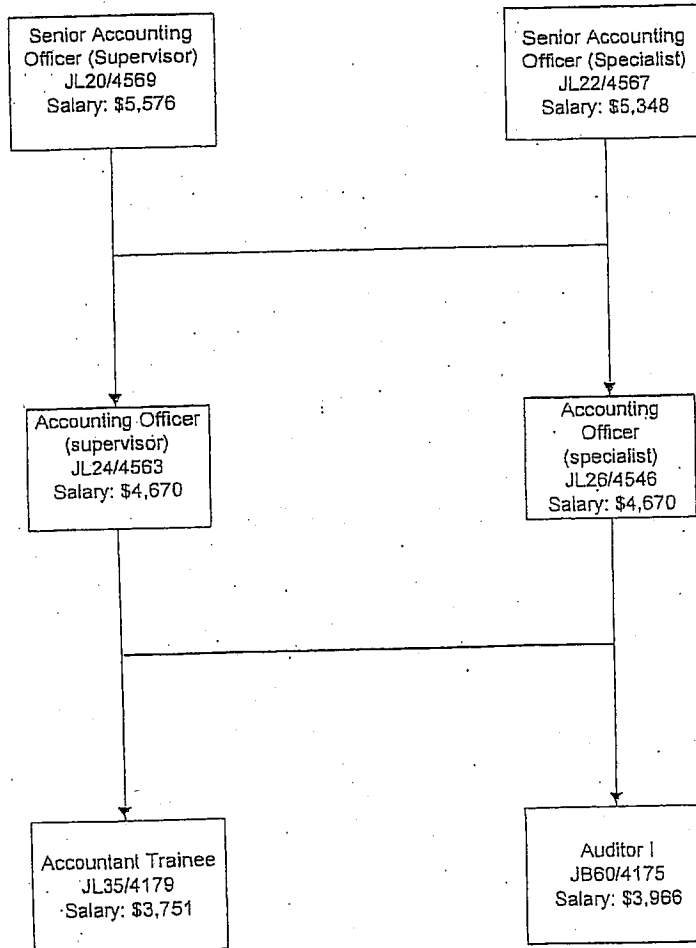 Senior Accounting
Officer (Supervisor)
JL20/4569
Salary: $5,576
Senior Accounting
Officer (Specialist)
JL22/4567
Salary: $5,348
Accounting Officer
(supervisor)
JL24/4563
Salary: $4,670
Accounting
Officer
(specialist)
JL26/4546
Salary: $4,670
Accountant Trainee
JL35/4179
Salary: $3,751
Auditor I
JB60/4175
Salary: $3,966